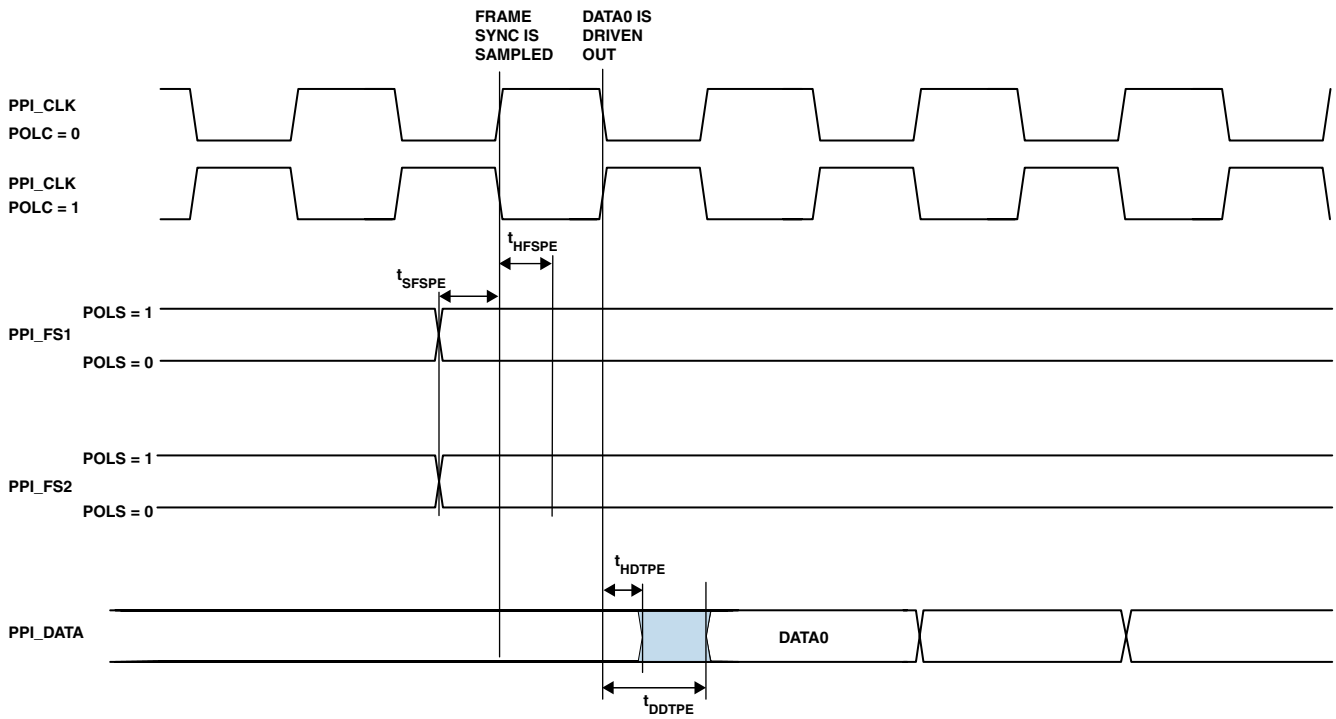 FRAME
SYNC IS
SAMPLED
DATA0 IS
DRIVEN
OUT
PPI_CLK
POLC = 0
PPI_CLK
POLC = 1
tHFSPE
tSFSPE
POLS = 1
PPI_FS1
POLS = 0
POLS = 1
PPI_FS2
POLS = 0
tHDTPE
PPI_DATA
DATA0
tDDTPE